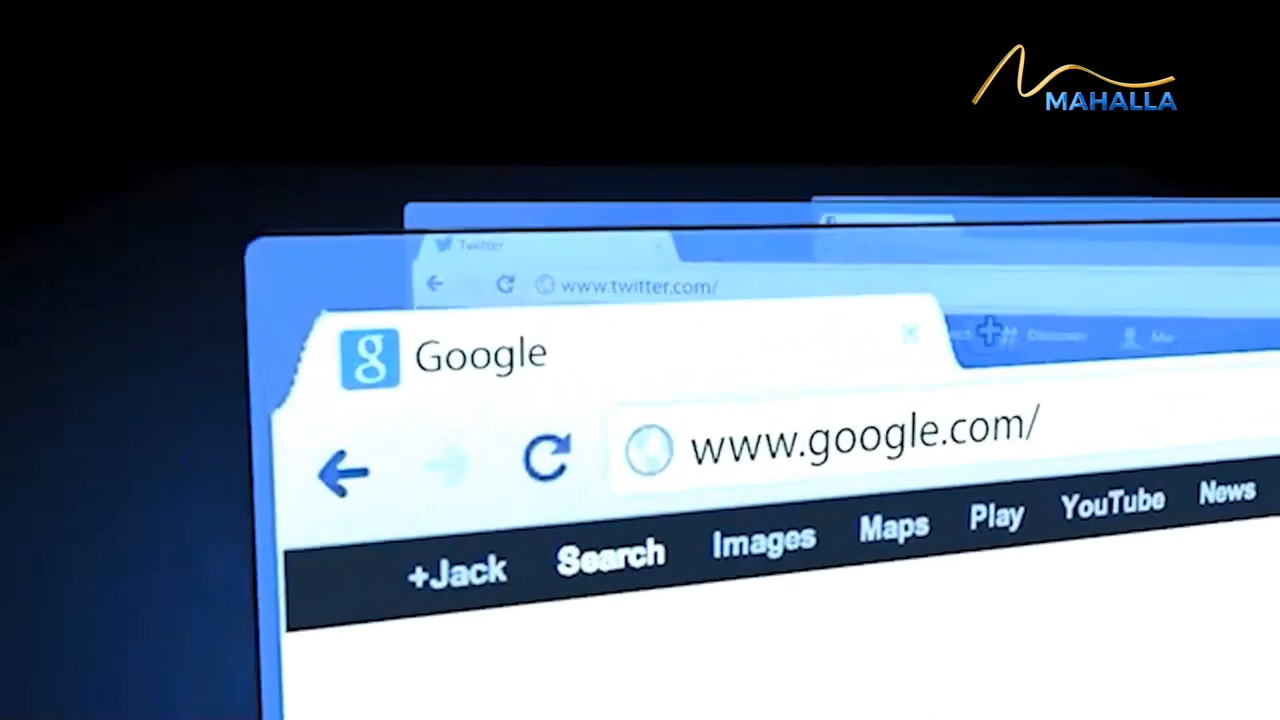 MAHALLA
Twitter
www.twitter.com/
Discover
Me
Google
www.google.com/
+Jack Search Images Maps Play YouTube News